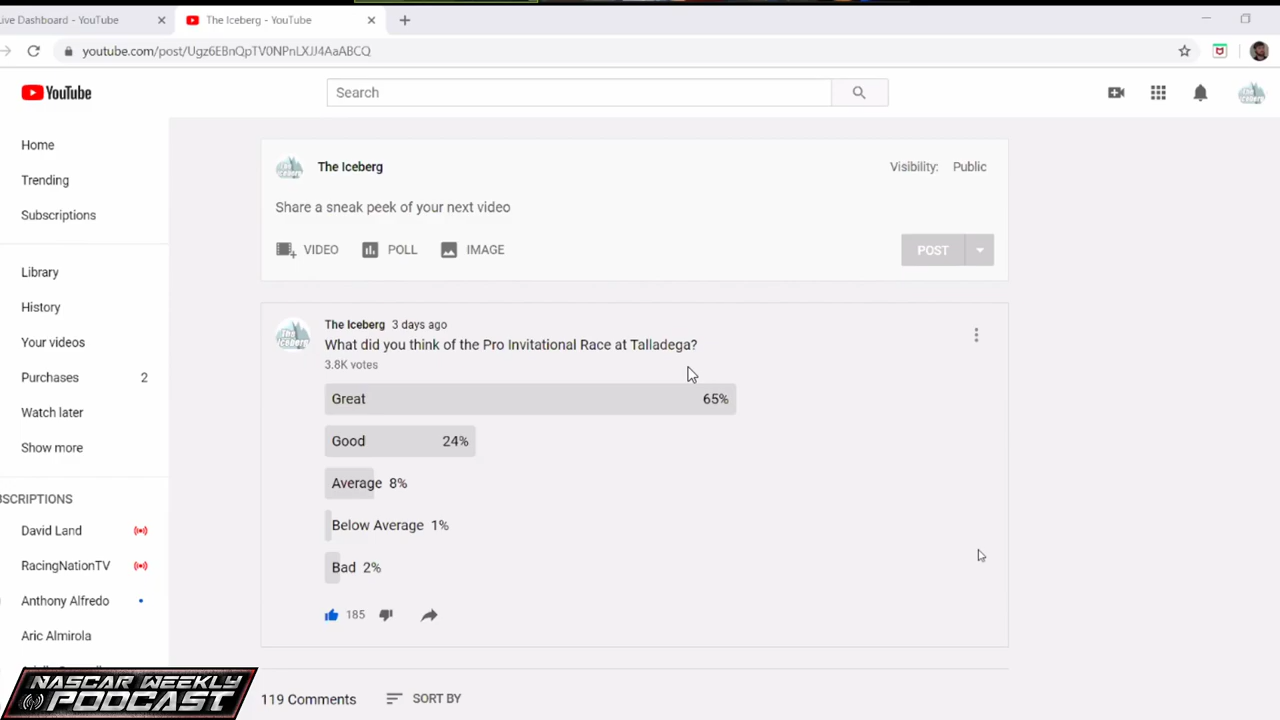 ive Dashboard - YouTube
The Iceberg - YouTube
youtube.com/post/Ugz6EBnQpTV0NPnLXJJ4AaABCQ
YouTube
Search
Home
Trending
Subscriptions
Library
History
Your videos
Purchases 2
Watch later
Show more
BSCRIPTIONS
David Land
RacingNationTV
Anthony Alfredo
Aric Almirola
The Iceberg
Visibility: Public
Share a sneak peek of your next video
VIDEO POLL IMAGE
POST
The Iceberg 3 days ago
What did you think of the Pro Invitational Race at Talladega?
3.8K votes
Great 65%
Good 24%
Average 8%
Below Average 1%
Bad 2%
185
119 Comments SORT BY
NASCAR WEEKLY
PODCAST